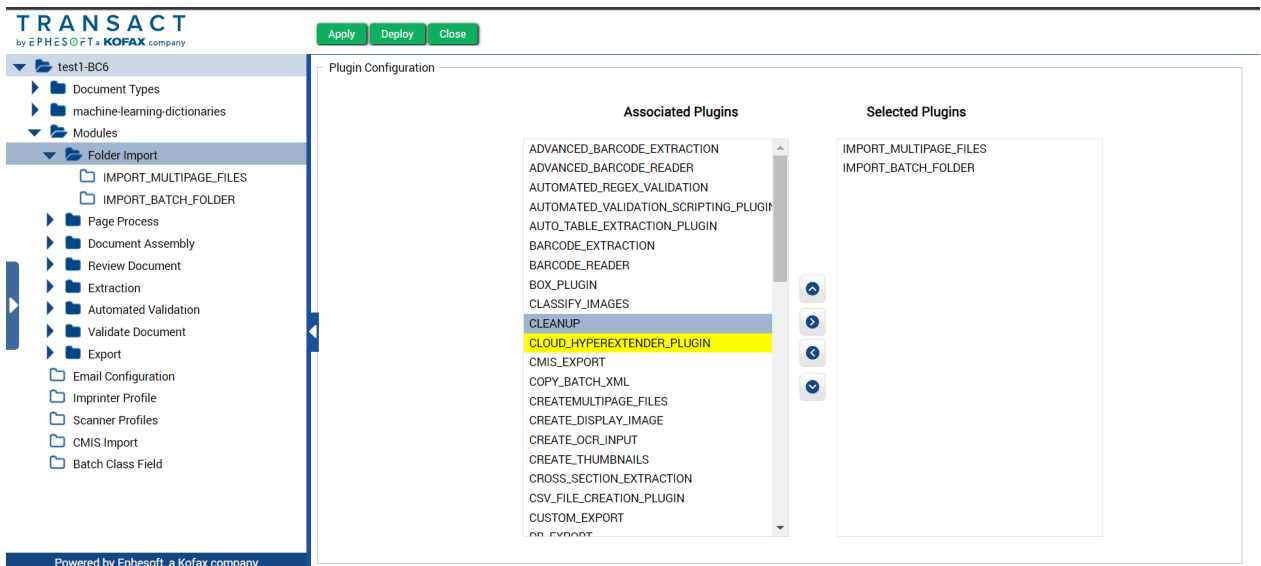 TRANSACT
by EPHESOFT a KOFAX company
Apply
Deploy
Close
test1-BC6
Document Types
machine-learning-dictionaries
Modules
Folder Import
IMPORT_MULTIPAGE_FILES
IMPORT_BATCH_FOLDER
Page Process
Document Assembly
Review Document
Extraction
Automated Validation
Validate Document
Export
Email Configuration
Imprinter Profile
Scanner Profiles
CMIS Import
Batch Class Field
Powered by Ephesoft, a Kofax company
Plugin Configuration
Associated Plugins
ADVANCED_BARCODE_EXTRACTION
ADVANCED_BARCODE_READER
AUTOMATED_REGEX_VALIDATION
AUTOMATED_VALIDATION_SCRIPTING_PLUGIN
AUTO_TABLE_EXTRACTION_PLUGIN
BARCODE_EXTRACTION
BARCODE_READER
BOX_PLUGIN
CLASSIFY_IMAGES
CLEANUP
CLOUD_HYPEREXTENDER_PLUGIN
CMIS_EXPORT
COPY_BATCH_XML
CREATEMULTIPAGE_FILES
CREATE_DISPLAY_IMAGE
CREATE_OCR_INPUT
CREATE_THUMBNAILS
CROSS_SECTION_EXTRACTION
CSV_FILE_CREATION_PLUGIN
CUSTOM_EXPORT
DB_EXPORT
Selected Plugins
IMPORT_MULTIPAGE_FILES
IMPORT_BATCH_FOLDER